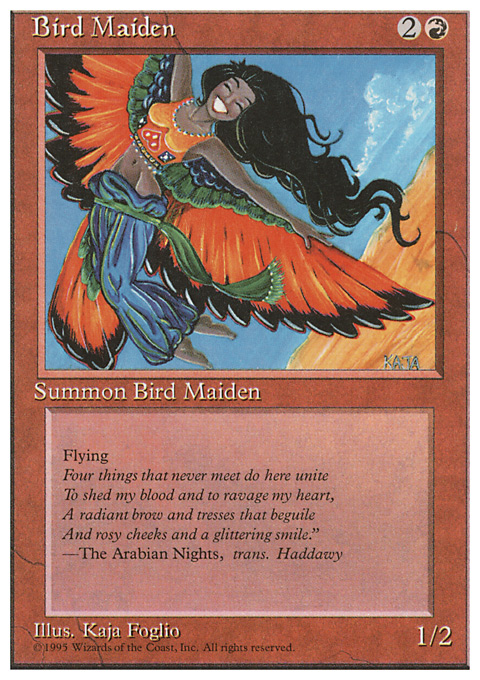 Bird Maiden 2
KAJA
Summon Bird Maiden
Flying
Four things that never meet do here unite
To shed my blood and to ravage my heart,
A radiant brow and tresses that beguile
And rosy cheeks and a glittering smile.”
—The Arabian Nights, trans. Haddawy
Illus. Kaja Foglio
1/2
©1995 Wizards of the Coast, Inc. All rights reserved.